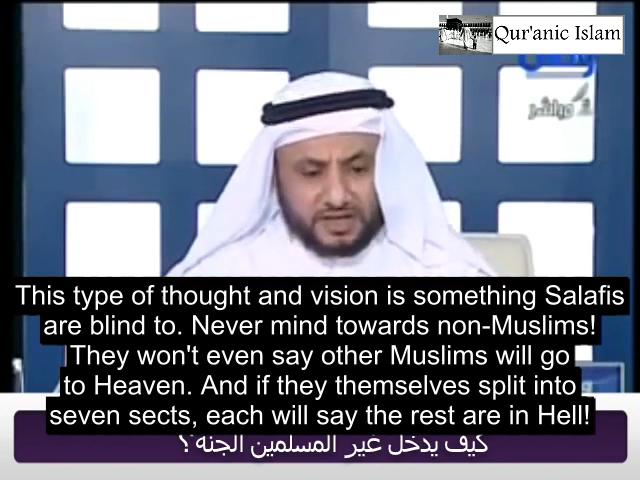 Qur'anic Islam
مباشر
This type of thought and vision is something Salafis
are blind to. Never mind towards non-Muslims!
They won't even say other Muslims will go
to Heaven. And if they themselves split into
seven sects, each will say the rest are in Hell!
كيف يدخل غير المسلمين الجنة ؟